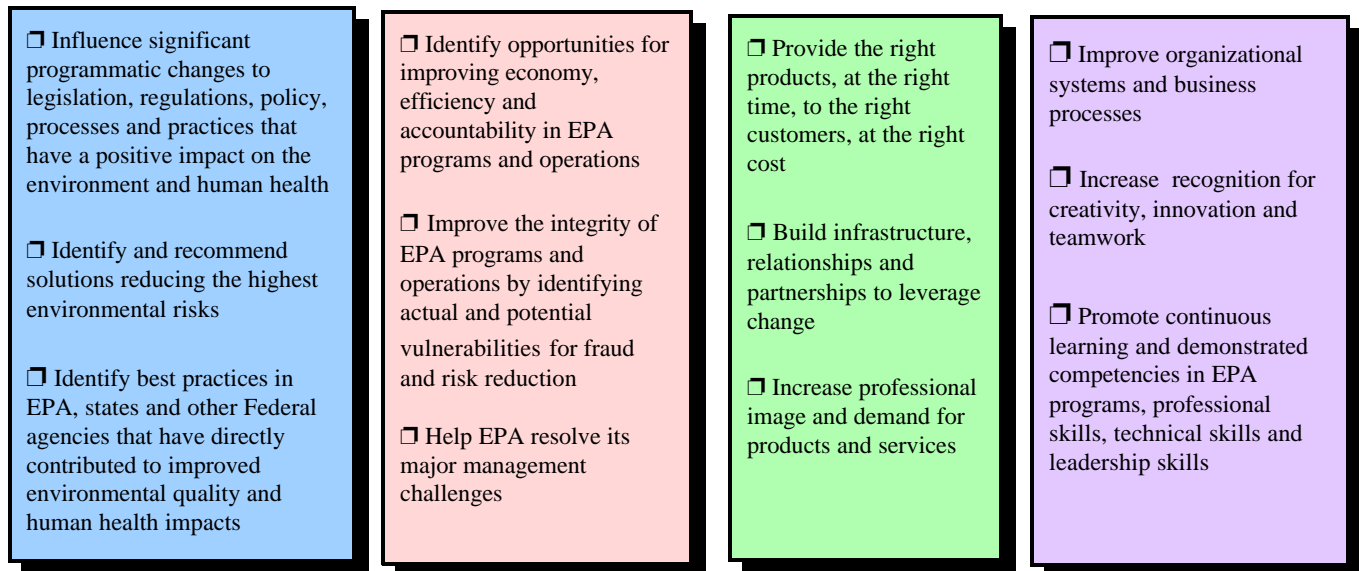 ❐ Influence significant
programmatic changes to
legislation, regulations, policy,
processes and practices that
have a positive impact on the
environment and human health
❐ Identify and recommend
solutions reducing the highest
environmental risks
❐ Identify best practices in
EPA, states and other Federal
agencies that have directly
contributed to improved
environmental quality and
human health impacts
❐ Identify opportunities for
improving economy,
efficiency and
accountability in EPA
programs and operations
❐ Improve the integrity of
EPA programs and
operations by identifying
actual and potential
vulnerabilities for fraud
and risk reduction
❐ Help EPA resolve its
major management
challenges
❐ Provide the right
products, at the right
time, to the right
customers, at the right
cost
❐ Build infrastructure,
relationships and
partnerships to leverage
change
❐ Increase professional
image and demand for
products and services
❐ Improve organizational
systems and business
processes
❐ Increase recognition for
creativity, innovation and
teamwork
❐ Promote continuous
learning and demonstrated
competencies in EPA
programs, professional
skills, technical skills and
leadership skills